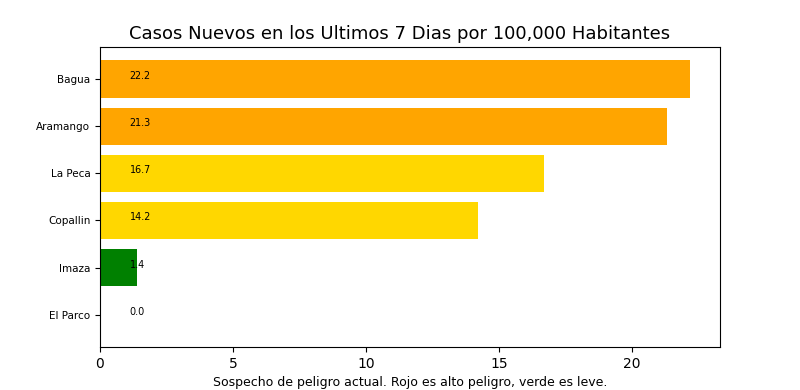 Casos Nuevos en los Ultimos 7 Dias por 100,000 Habitantes
Bagua 22.2
Aramango 21.3
La Peca 16.7
Copallin 14.2
Imaza 1.4
El Parco 0.0
0 5 10 15 20
Sospecho de peligro actual. Rojo es alto peligro, verde es leve.